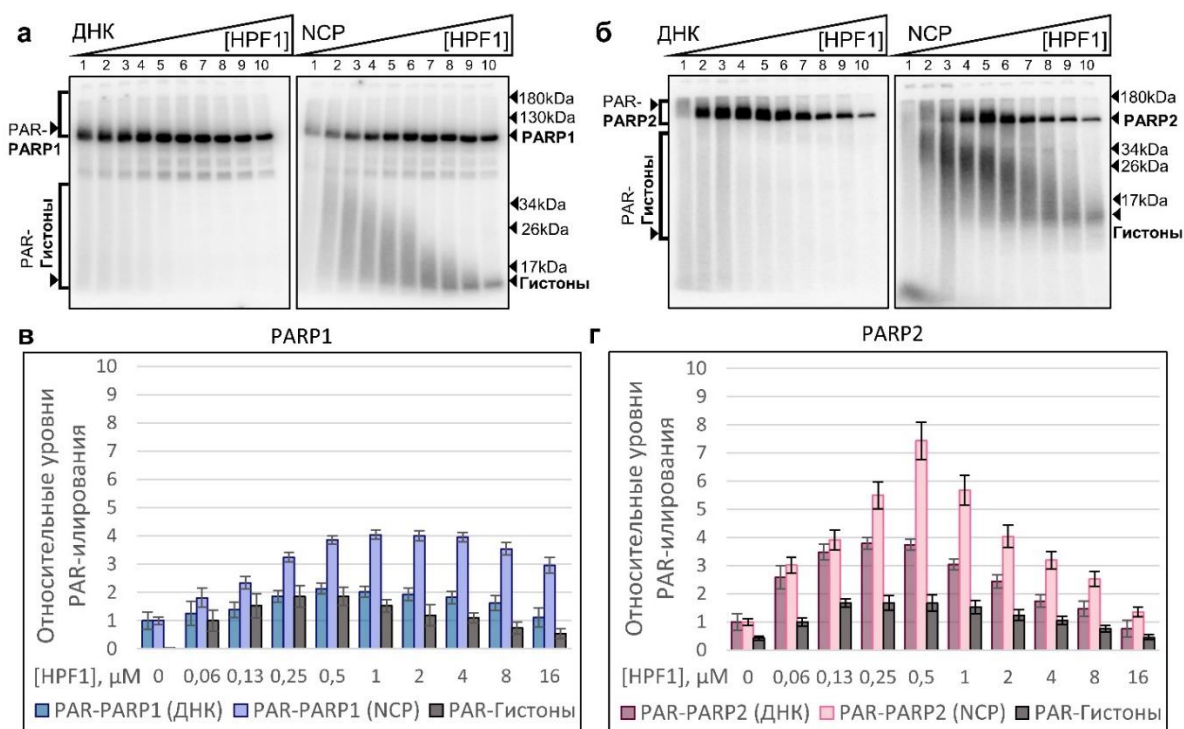 а
ДНК
[HPF1]
1 2 3 4 5 6 7 8 9 10
NCP
[HPF1]
1 2 3 4 5 6 7 8 9 10
PAR-
PARP1
PAR-
Гистоны
180kDa
130kDa
PARP1
34kDa
26kDa
17kDa
Гистоны
б
ДНК
[HPF1]
1 2 3 4 5 6 7 8 9 10
NCP
[HPF1]
1 2 3 4 5 6 7 8 9 10
PAR-
PARP2
PAR-
Гистоны
180kDa
PARP2
34kDa
26kDa
17kDa
Гистоны
в
PARP1
Относительные уровни
PAR-илирования
10
9
8
7
6
5
4
3
2
1
0
[HPF1], µM 0 0,06 0,13 0,25 0,5 1 2 4 8 16
PAR-PARP1 (ДНК) PAR-PARP1 (NCP) PAR-Гистоны
г
PARP2
Относительные уровни
PAR-илирования
10
9
8
7
6
5
4
3
2
1
0
[HPF1], µM 0 0,06 0,13 0,25 0,5 1 2 4 8 16
PAR-PARP2 (ДНК) PAR-PARP2 (NCP) PAR-Гистоны